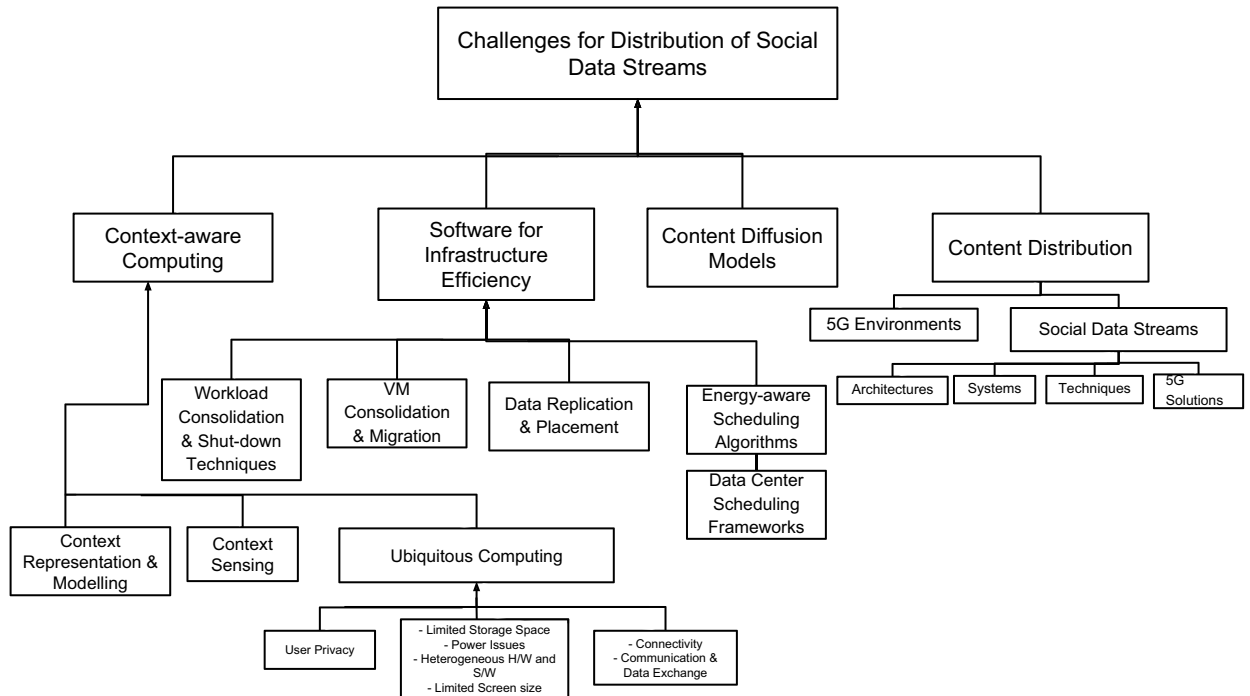 Challenges for Distribution of Social
Data Streams
Context-aware
Computing
Software for
Infrastructure
Efficiency
Content Diffusion
Models
Content Distribution
5G Environments
Social Data Streams
Architectures
Systems
Techniques
5G
Solutions
Workload
Consolidation
& Shut-down
Techniques
VM
Consolidation
& Migration
Data Replication
& Placement
Energy-aware
Scheduling
Algorithms
Data Center
Scheduling
Frameworks
Context
Representation &
Modelling
Context
Sensing
Ubiquitous Computing
User Privacy
- Limited Storage Space
- Power Issues
- Heterogeneous H/W and
S/W
- Limited Screen size
- Connectivity
- Communication &
Data Exchange